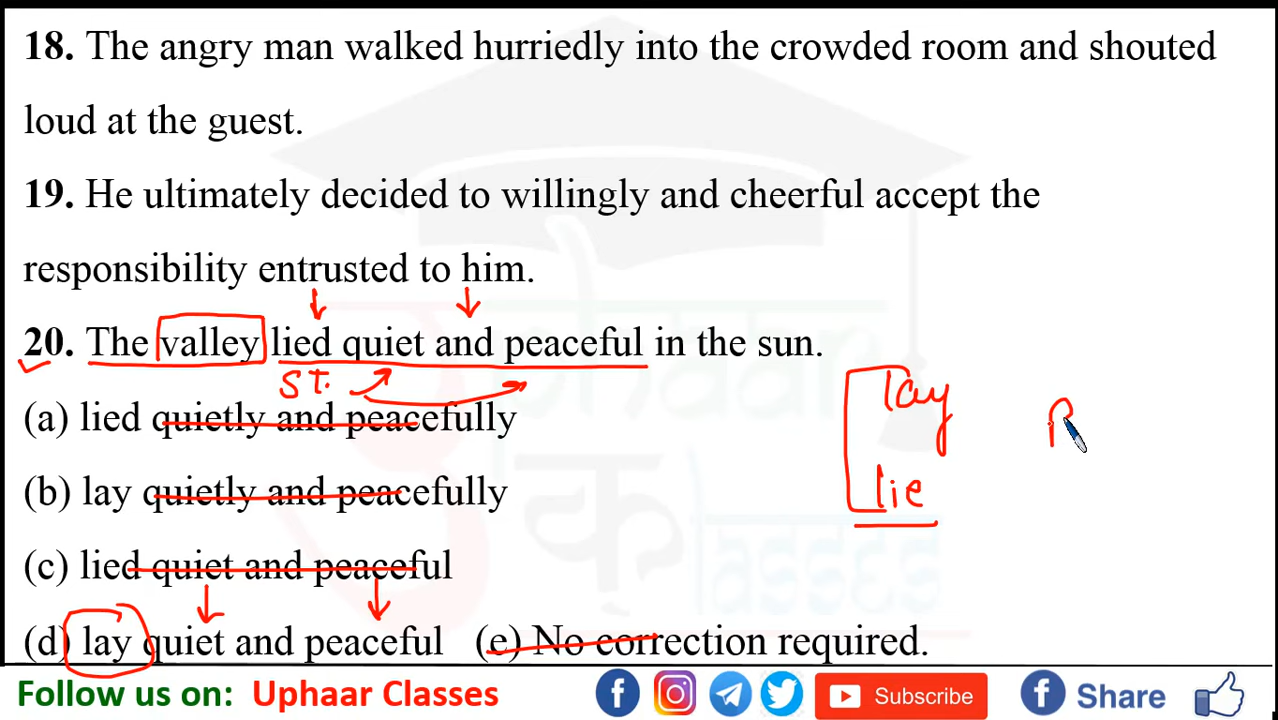 18. The angry man walked hurriedly into the crowded room and shouted
loud at the guest.
19. He ultimately decided to willingly and cheerful accept the
responsibility entrusted to him.
20. The valley lied quiet and peaceful in the sun.
ST.
(a) lied quietly and peacefully
lay
(b) lay quietly and peacefully
lie
(c) lied quiet and peaceful
(d) lay quiet and peaceful (e) No correction required.
Follow us on: Uphaar Classes Subscribe Share